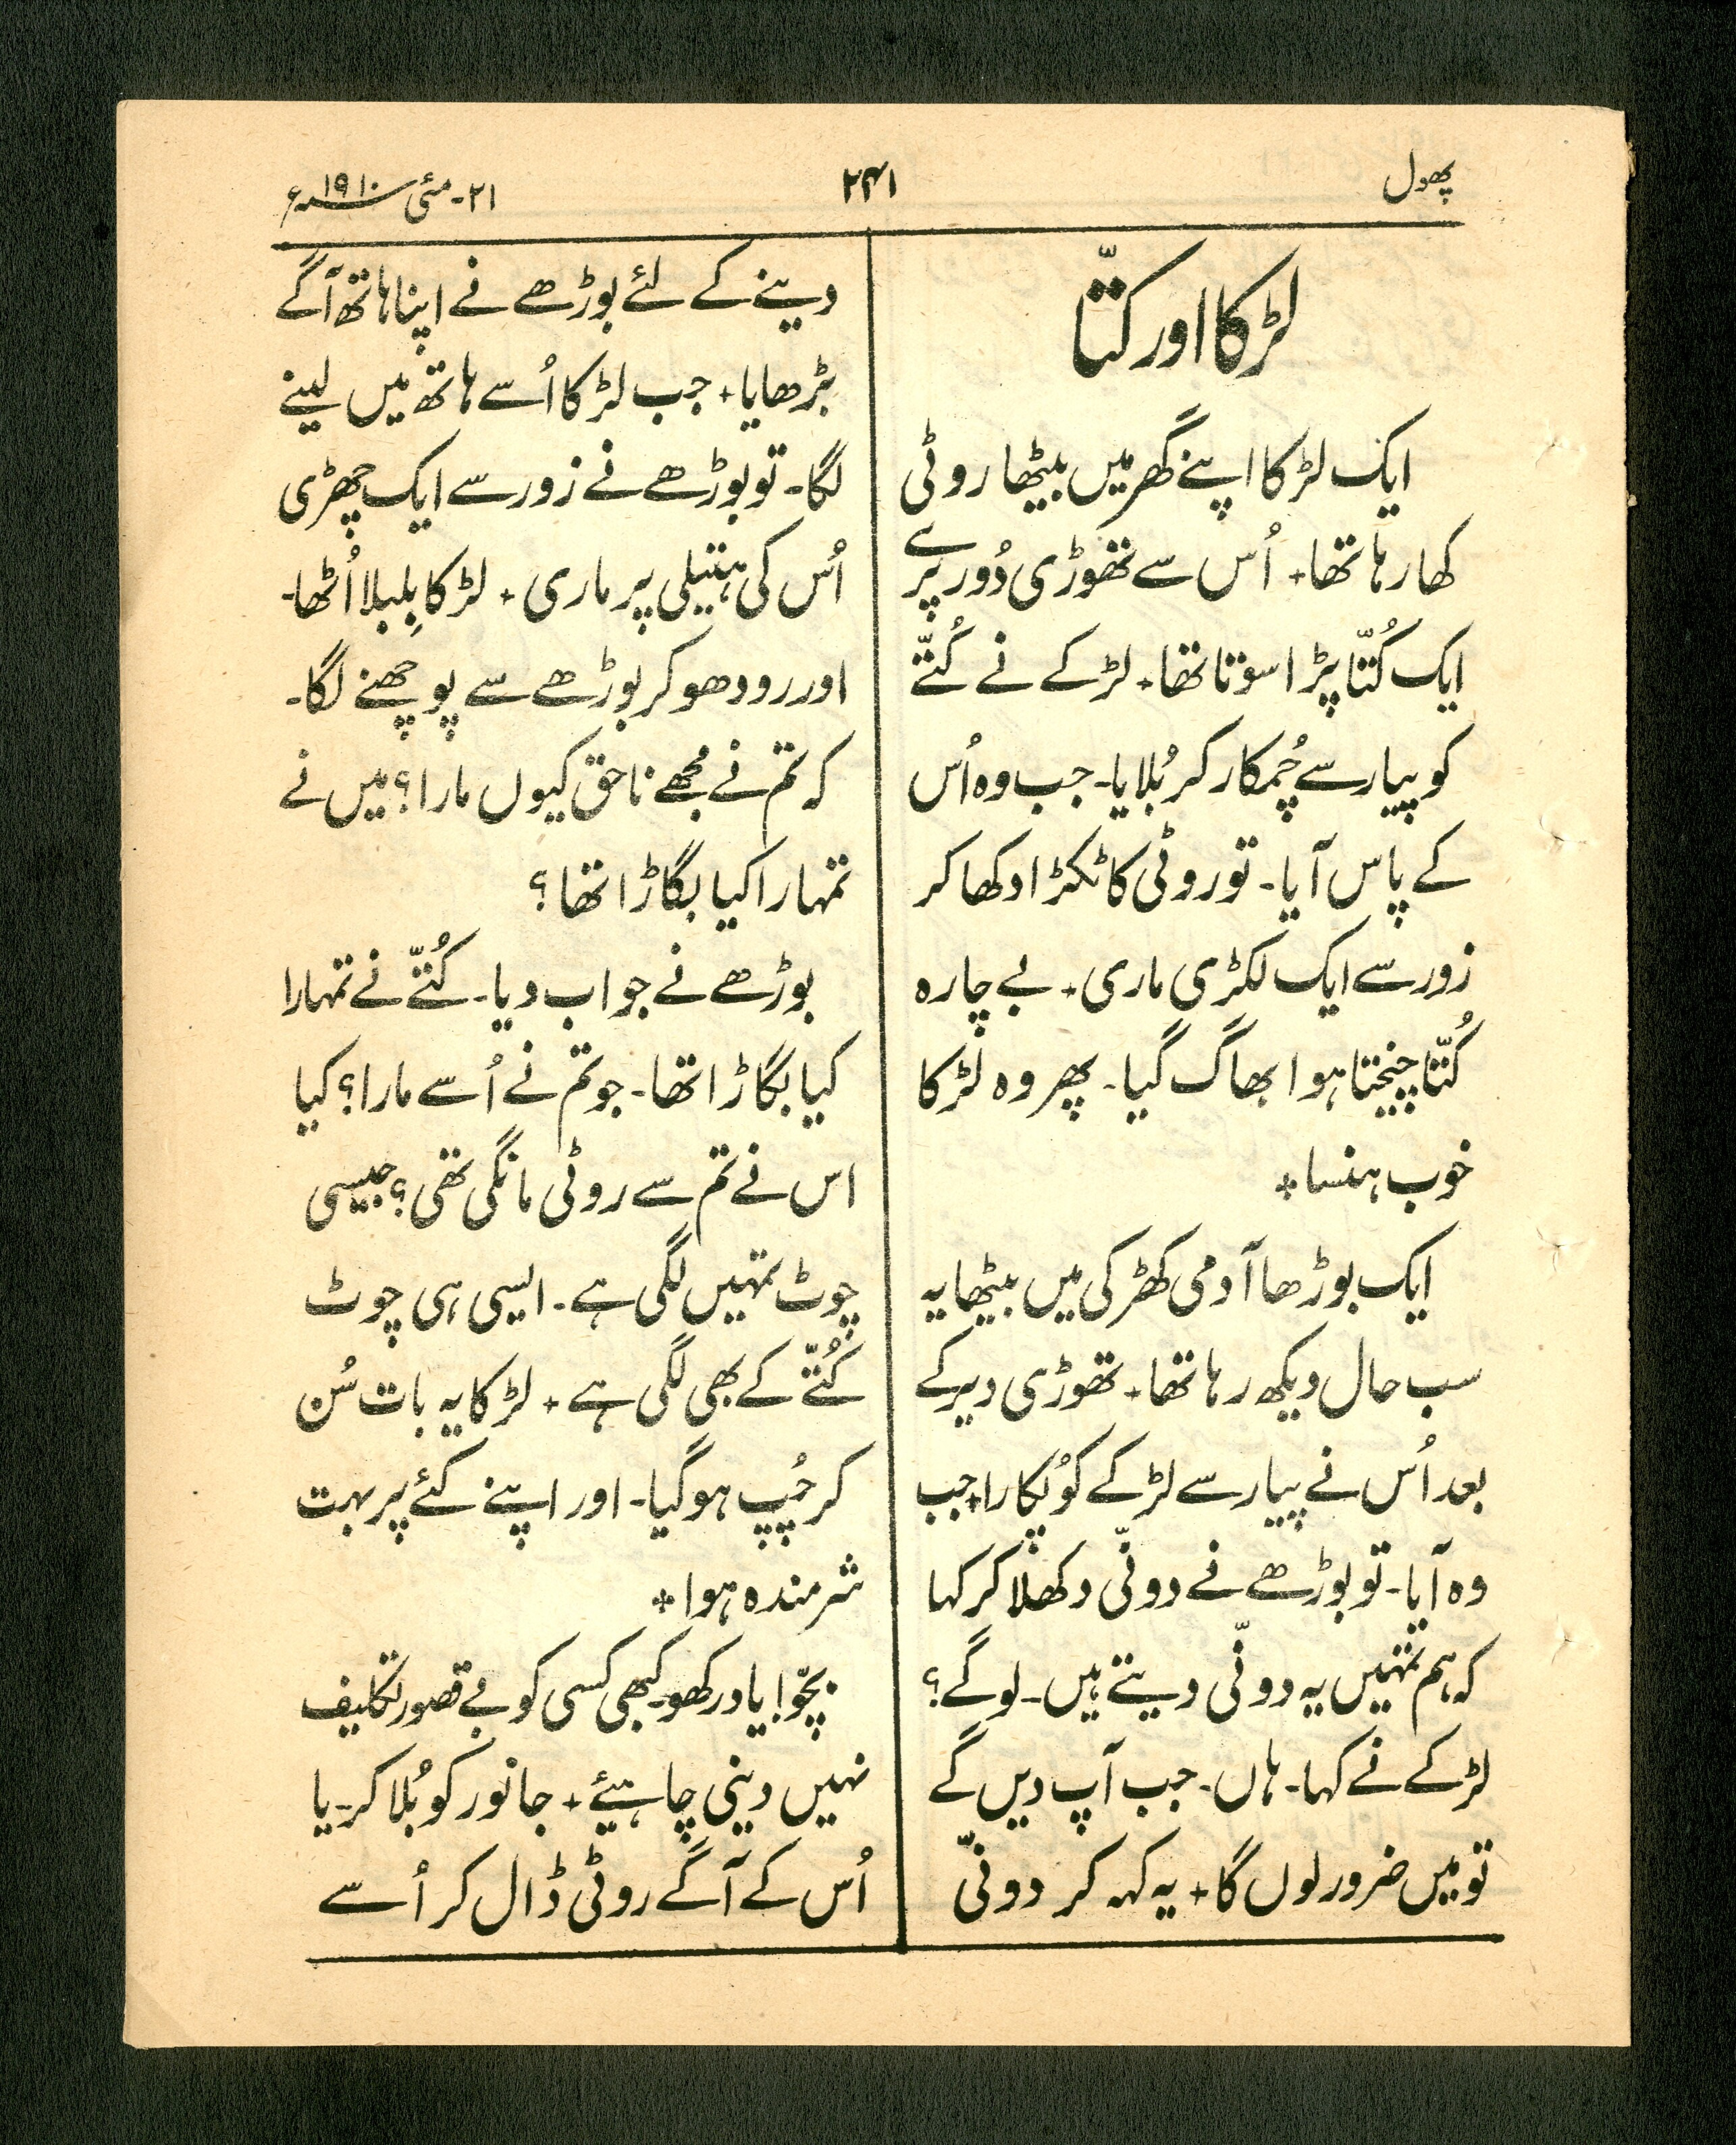 پھول
۲۴۱
۲۱۔ مئی ۱۹۱۰ء
لڑکا اور کتّا
ایک لڑکا اپنے گھر میں بیٹھا روٹی
کھا رہا تھا۔ اُس سے تھوڑی دُور پرے
ایک کُتّا پڑا سوتا تھا۔ لڑکے نے کُتّے
کو پیار سے چُمکار کر بُلایا۔ جب وہ اُس
کے پاس آیا۔ تو روٹی کا ٹکڑا دکھا کر
زور سے ایک لکڑی ماری۔ بے چارہ
کُتّا چیختا ہوا بھاگ گیا۔ پھر وہ لڑکا
خوب ہنسا۔
ایک بوڑھا آدمی کھڑکی میں بیٹھا یہ
سب حال دیکھ رہا تھا۔ تھوڑی دیر کے
بعد اُس نے پیار سے لڑکے کو پُکارا۔ جب
وہ آیا۔ تو بوڑھے نے دونّی دکھلا کر کہا
کہ ہم تمہیں یہ دونّی دیتے ہیں۔ لو گے؟
لڑکے نے کہا۔ ہاں۔ جب آپ دیں گے
تو میں ضرور لوں گا۔ یہ کہہ کر دونّی
دینے کے لئے بوڑھے نے اپنا ہاتھ آگے
بڑھایا۔ جب لڑکا اُسے ہاتھ میں لینے
لگا۔ تو بوڑھے نے زور سے ایک چھڑی
اُس کی ہتیلی پر ماری۔ لڑکا بِلبلا اُٹھا۔
اور رو دھو کر بوڑھے سے پوچھنے لگا۔
کہ تم نے مجھے ناحق کیوں مارا؟ میں نے
تمہارا کیا بگاڑا تھا؟
بوڑھے نے جواب دیا۔ کُتّے نے تمہارا
کیا بگاڑا تھا۔ جو تم نے اُسے مارا؟ کیا
اس نے تم سے روٹی مانگی تھی؟ جیسی
چوٹ تمہیں لگی ہے۔ ایسی ہی چوٹ
کُتّے کے بھی لگی ہے۔ لڑکا یہ بات سُن
کر چُپ ہو گیا۔ اور اپنے کئے پر بہت
شرمندہ ہوا۔
بچّو! یاد رکھو۔ کبھی کسی کو بے قصور تکلیف
نہیں دینی چاہیئے۔ جانور کو بُلا کر۔ یا
اُس کے آگے روٹی ڈال کر اُسے